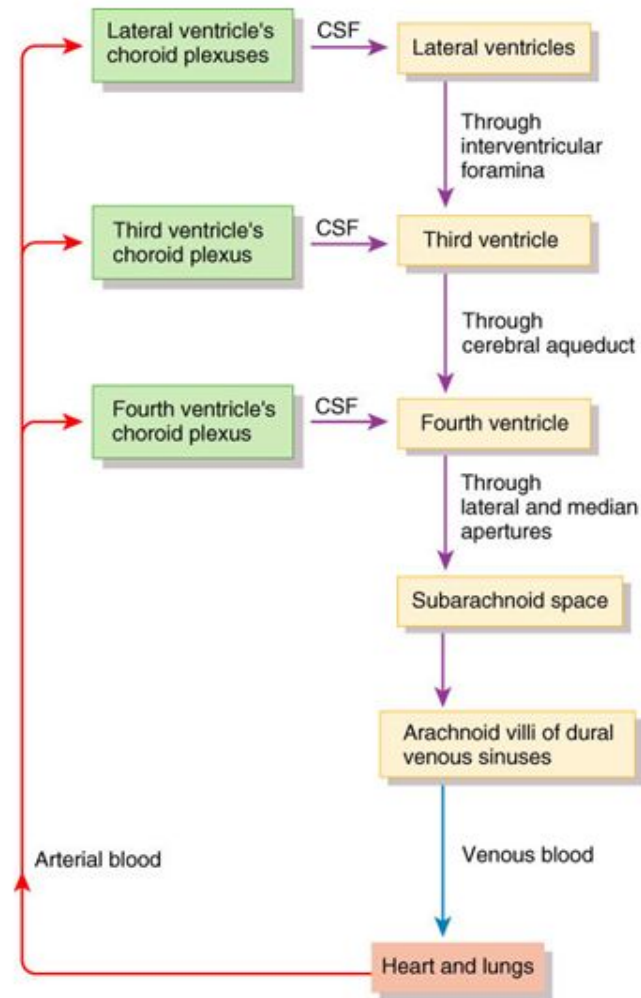 Lateral ventricle's
choroid plexuses
CSF
Lateral ventricles
Through
interventricular
foramina
Third ventricle's
choroid plexus
CSF
Third ventricle
Through
cerebral aqueduct
Fourth ventricle's
choroid plexus
CSF
Fourth ventricle
Through
lateral and median
apertures
Subarachnoid space
Arachnoid villi of dural
venous sinuses
Arterial blood
Venous blood
Heart and lungs